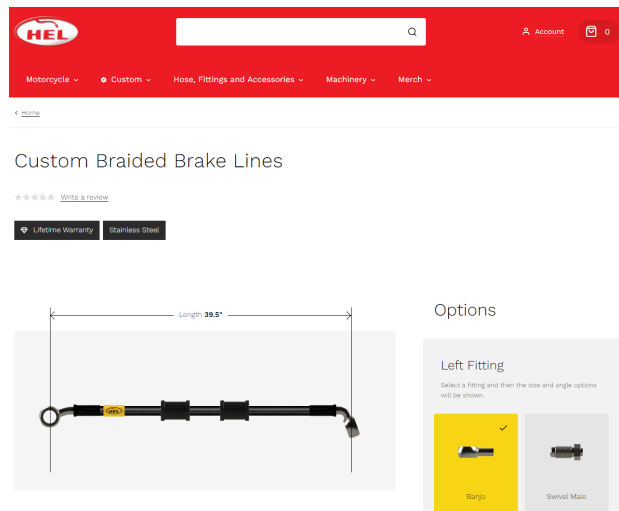 HEL
Account
0
Motorcycle
Custom
Hose, Fittings and Accessories
Machinery
Merch
Home
Custom Braided Brake Lines
Write a review
Lifetime Warranty
Stainless Steel
Length 39.5"
HEL
Options
Left Fitting
Select a fitting and then the size and angle options
will be shown.
Banjo
Swivel Male